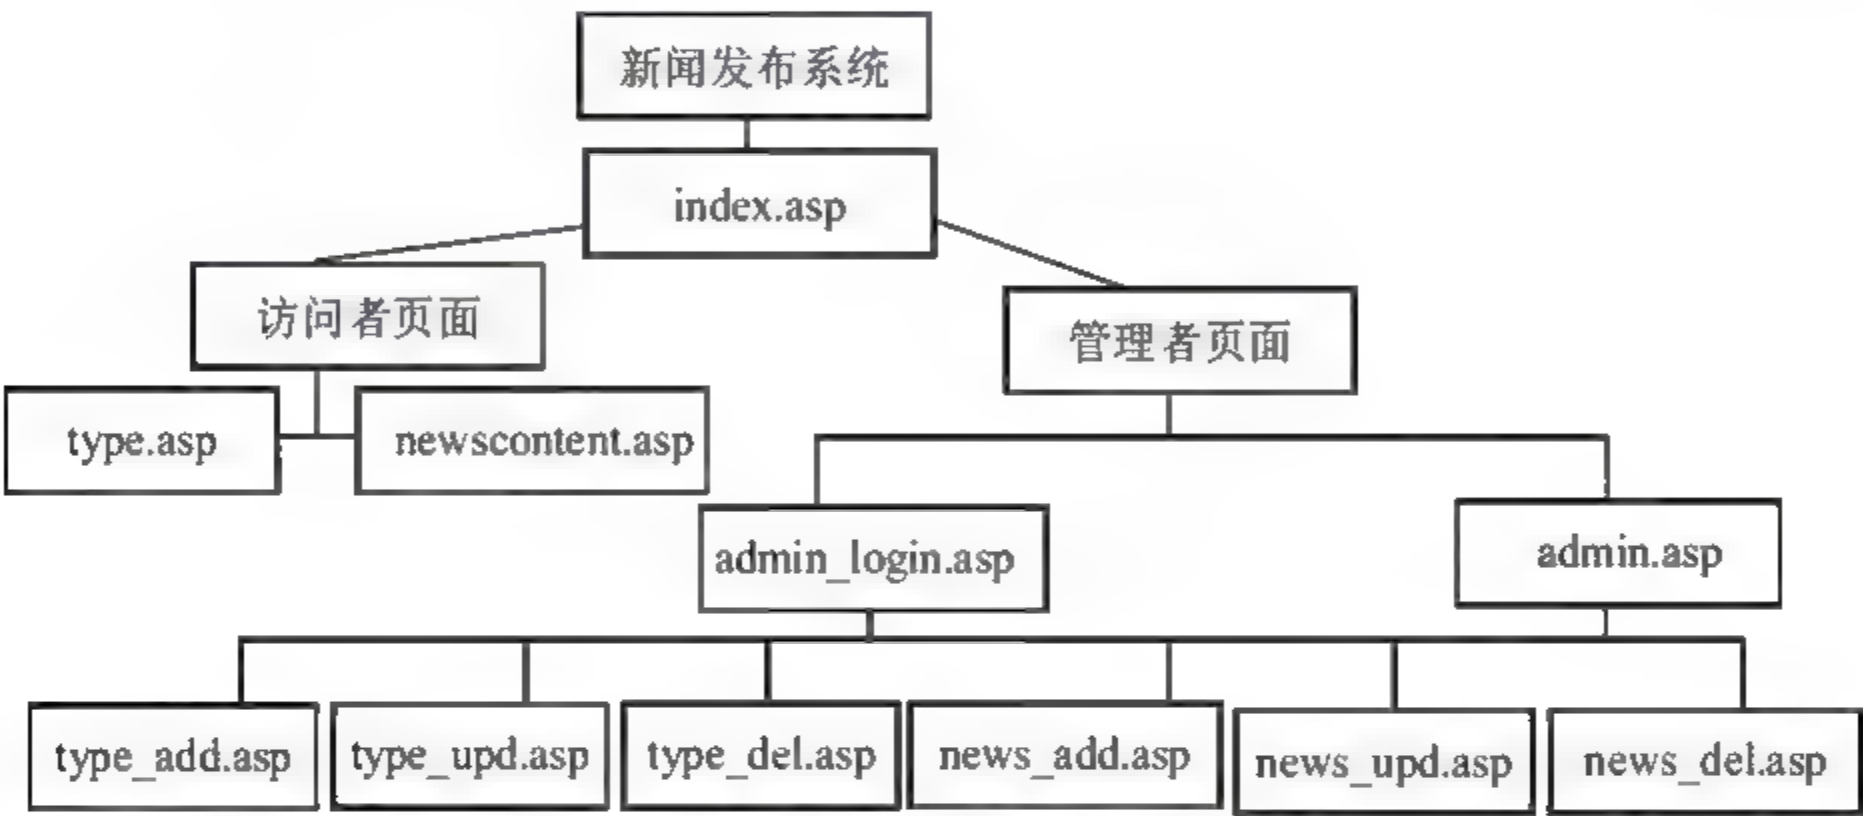 新闻发布系统
index.asp
访问者页面
管理者页面
type.asp
newscontent.asp
admin_login.asp
admin.asp
type_add.asp
type_upd.asp
type_del.asp
news_add.asp
news_upd.asp
news_del.asp